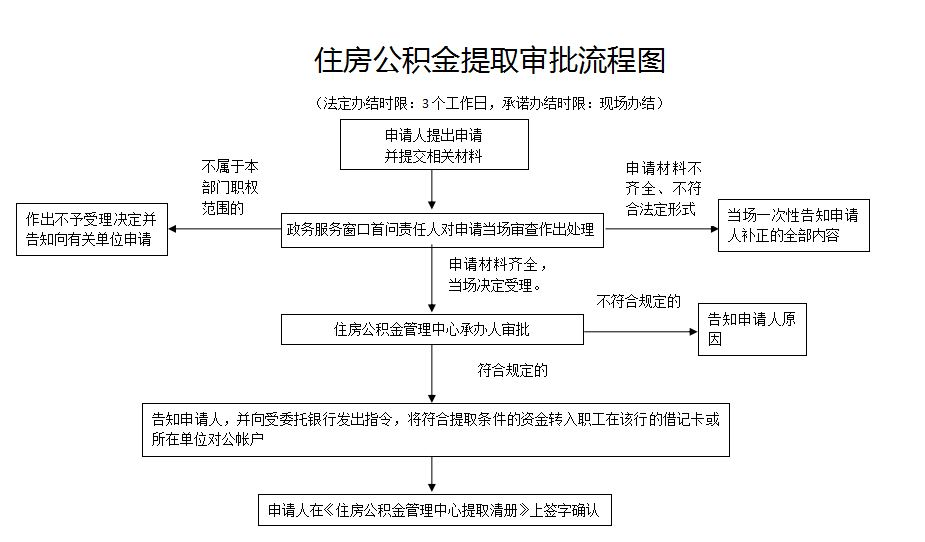 住房公积金提取审批流程图
（法定办结时限：3个工作日，承诺办结时限：现场办结）
申请人提出申请
并提交相关材料
不属于本
部门职权
范围的
申请材料不
齐全、不符
合法定形式
作出不予受理决定并
告知向有关单位申请
政务服务窗口首问责任人对申请当场审查作出处理
当场一次性告知申请
人补正的全部内容
申请材料齐全，
当场决定受理。
不符合规定的
住房公积金管理中心承办人审批
告知申请人原
因
符合规定的
告知申请人，并向受委托银行发出指令，将符合提取条件的资金转入职工在该行的借记卡或
所在单位对公帐户
申请人在《住房公积金管理中心提取清册》上签字确认